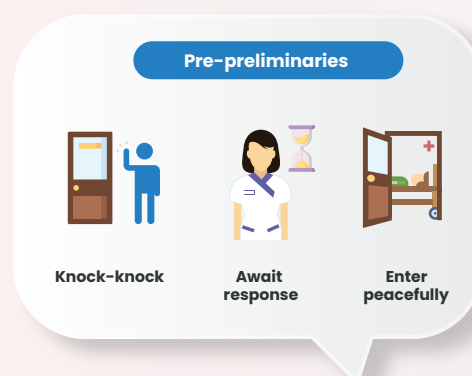 Pre-preliminaries
Knock-knock
Await
response
Enter
peacefully